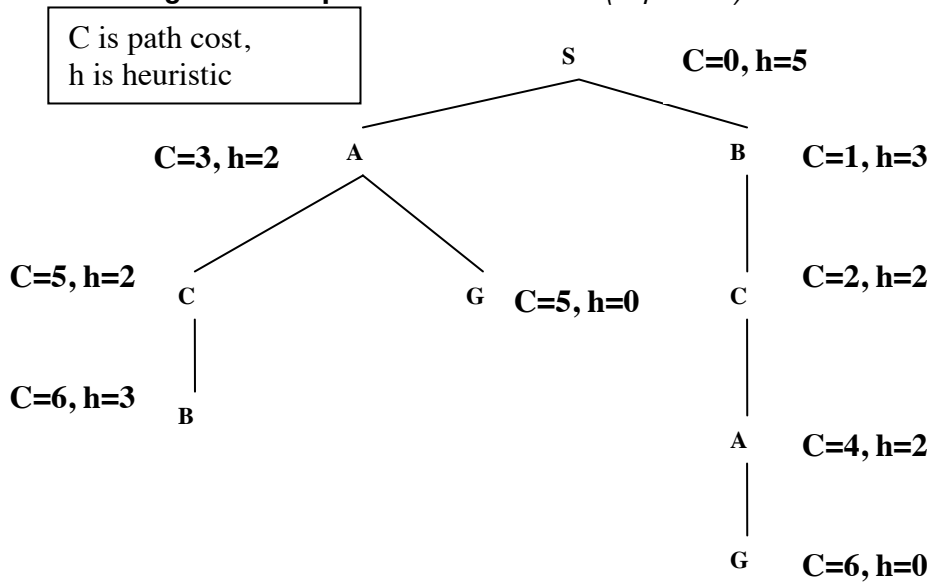 C is path cost,
h is heuristic
S C=0, h=5
C=3, h=2 A B C=1, h=3
C=5, h=2 C G C=5, h=0 C C=2, h=2
C=6, h=3 B
A C=4, h=2
G C=6, h=0